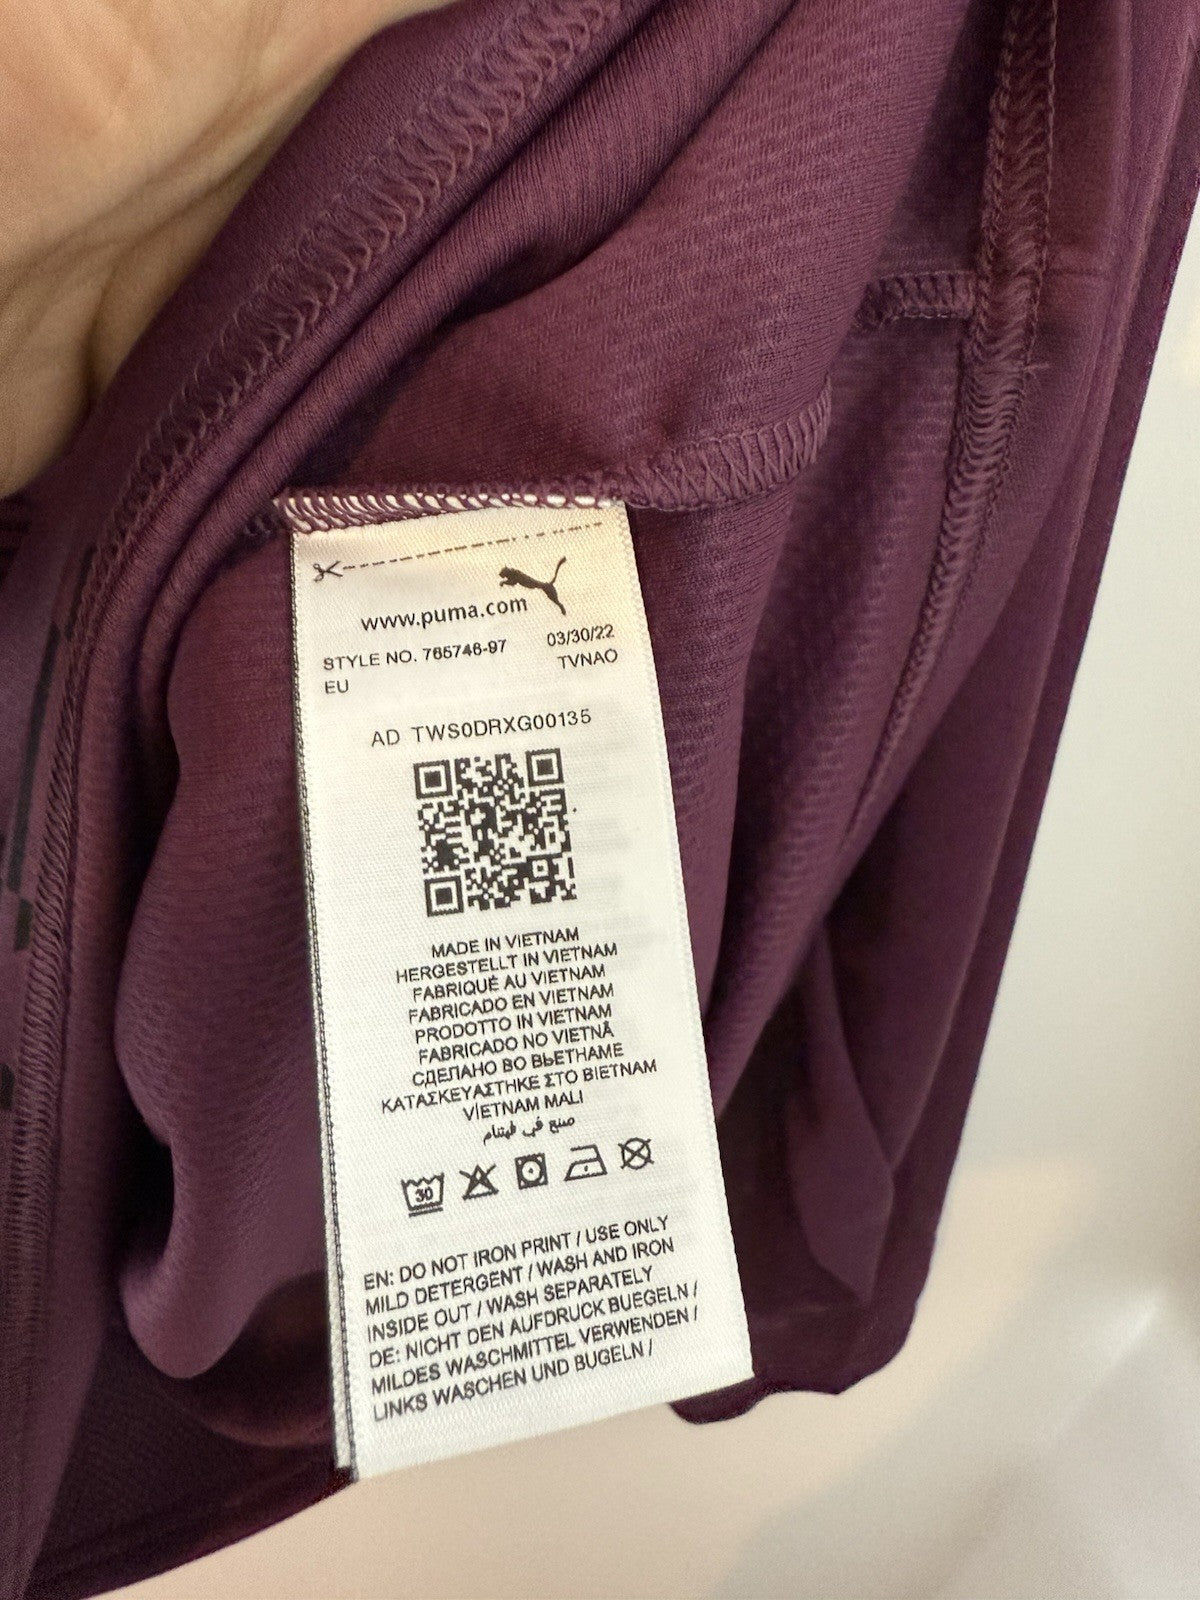 www.puma.com
STYLE NO. 765746-97 03/30/22
EU TVNAO
AD TWS0DRXG00135
MADE IN VIETNAM
HERGESTELLT IN VIETNAM
FABRIQUÉ AU VIETNAM
FABRICADO EN VIETNAM
PRODOTTO IN VIETNAM
FABRICADO NO VIETNÃ
СДЕЛАНО ВО ВЬЕТНАМЕ
ΚΑΤΑΣΚΕΥΑΣΤΗΚΕ ΣΤΟ ΒΙΕΤΝΑΜ
VİETNAM MALI
صنع في فيتنام
30
EN: DO NOT IRON PRINT / USE ONLY
MILD DETERGENT / WASH AND IRON
INSIDE OUT / WASH SEPARATELY
DE: NICHT DEN AUFDRUCK BUEGELN /
MILDES WASCHMITTEL VERWENDEN /
LINKS WASCHEN UND BUGELN /